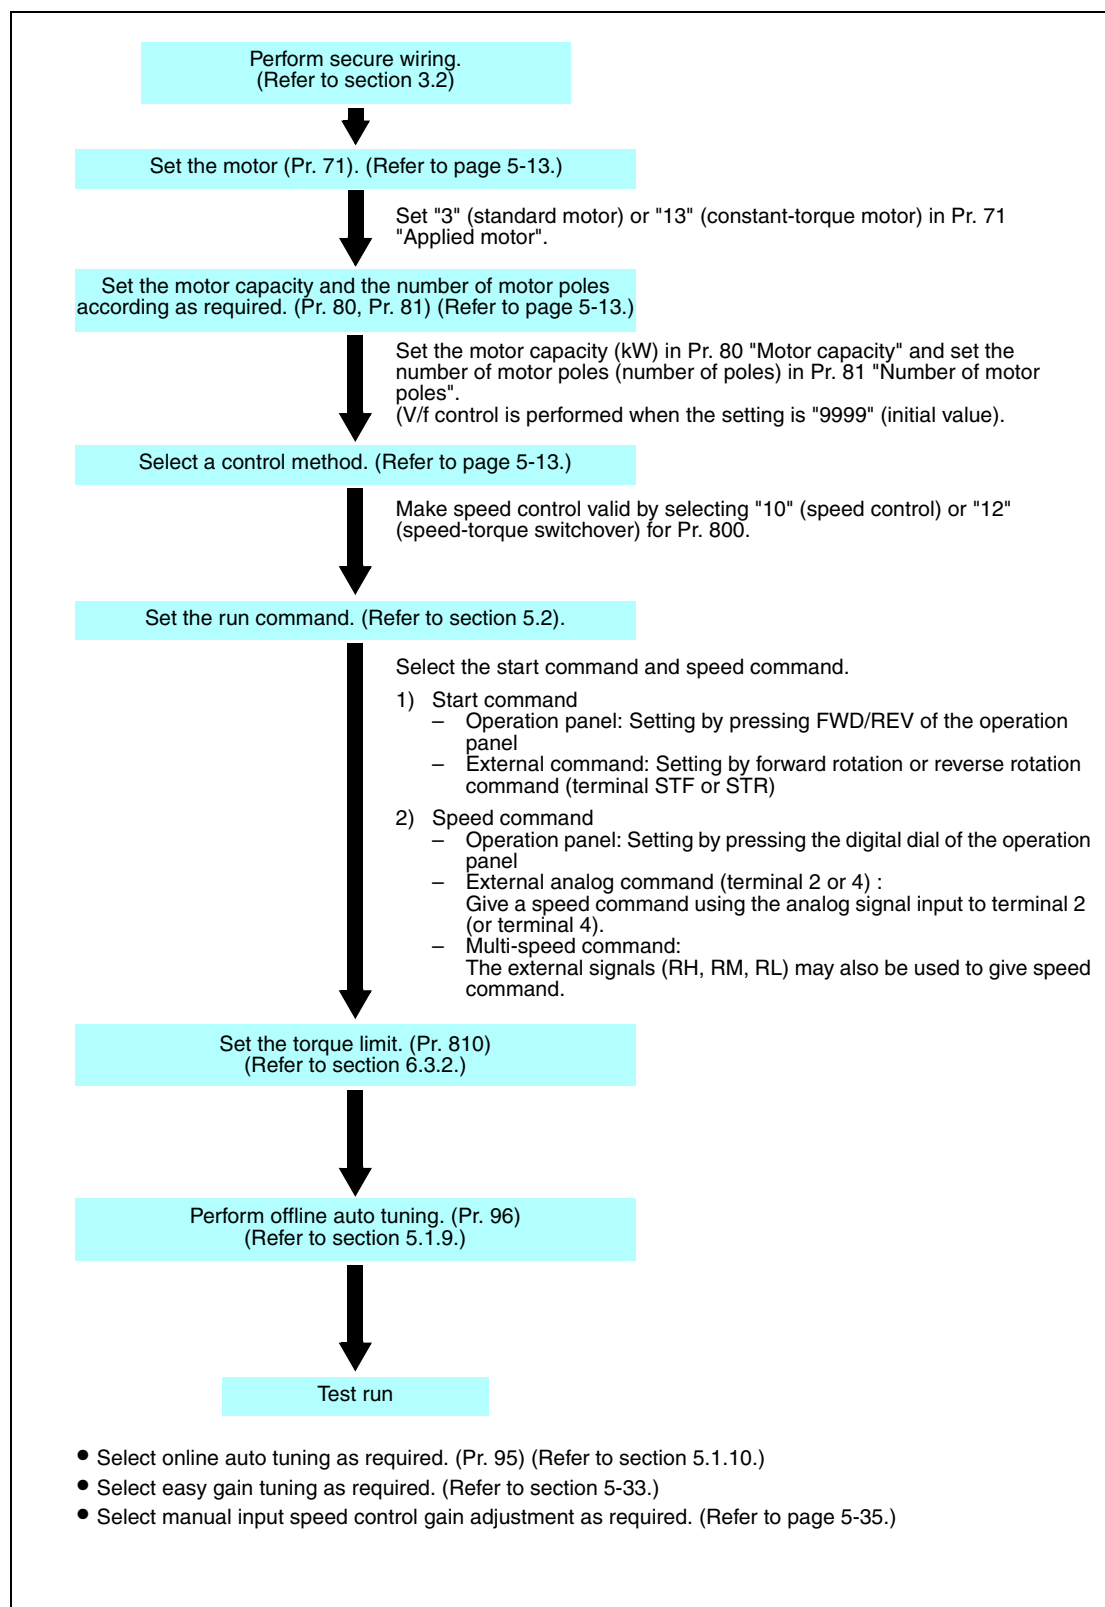 Perform secure wiring.
(Refer to section 3.2)
Set the motor (Pr. 71). (Refer to page 5-13.)
Set "3" (standard motor) or "13" (constant-torque motor) in Pr. 71
"Applied motor".
Set the motor capacity and the number of motor poles
according as required. (Pr. 80, Pr. 81) (Refer to page 5-13.)
Set the motor capacity (kW) in Pr. 80 "Motor capacity" and set the
number of motor poles (number of poles) in Pr. 81 "Number of motor
poles".
(V/f control is performed when the setting is "9999" (initial value).
Select a control method. (Refer to page 5-13.)
Make speed control valid by selecting "10" (speed control) or "12"
(speed-torque switchover) for Pr. 800.
Set the run command. (Refer to section 5.2).
Select the start command and speed command.
1) Start command
– Operation panel: Setting by pressing FWD/REV of the operation
panel
– External command: Setting by forward rotation or reverse rotation
command (terminal STF or STR)
2) Speed command
– Operation panel: Setting by pressing the digital dial of the operation
panel
– External analog command (terminal 2 or 4) :
Give a speed command using the analog signal input to terminal 2
(or terminal 4).
– Multi-speed command:
The external signals (RH, RM, RL) may also be used to give speed
command.
Set the torque limit. (Pr. 810)
(Refer to section 6.3.2.)
Perform offline auto tuning. (Pr. 96)
(Refer to section 5.1.9.)
Test run
● Select online auto tuning as required. (Pr. 95) (Refer to section 5.1.10.)
● Select easy gain tuning as required. (Refer to section 5-33.)
● Select manual input speed control gain adjustment as required. (Refer to page 5-35.)